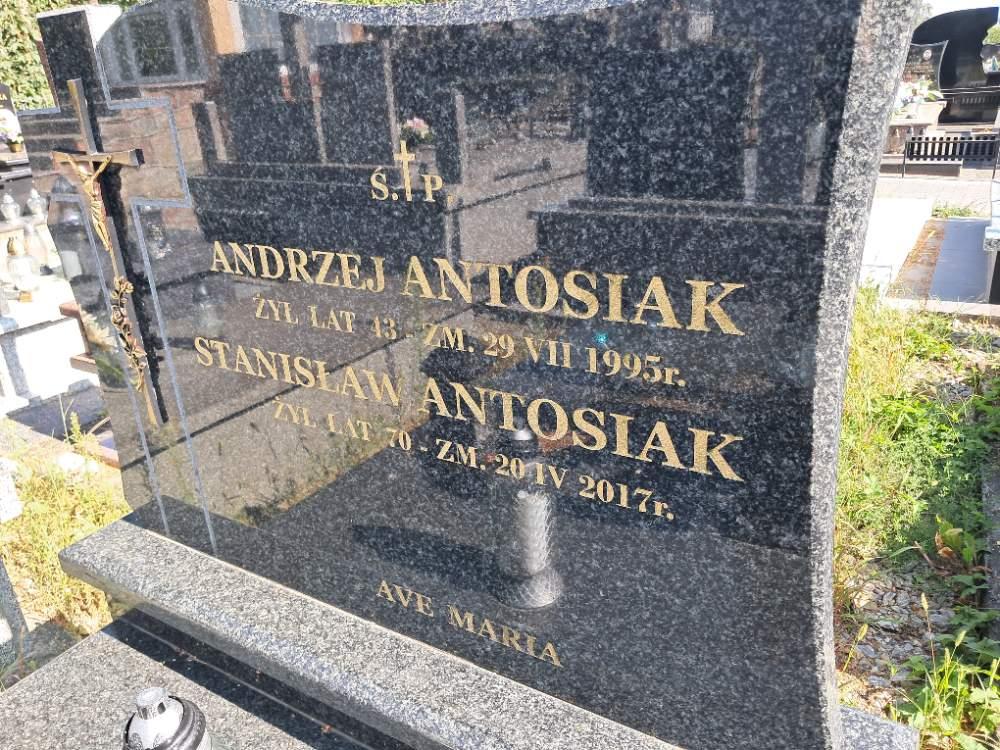 Ś. P.
ANDRZEJ ANTOSIAK
ŻYŁ LAT 43 - ZM. 29 VII 1995r.
STANISŁAW ANTOSIAK
ŻYŁ LAT 70 - ZM. 20 IV 2017r.
AVE MARIA